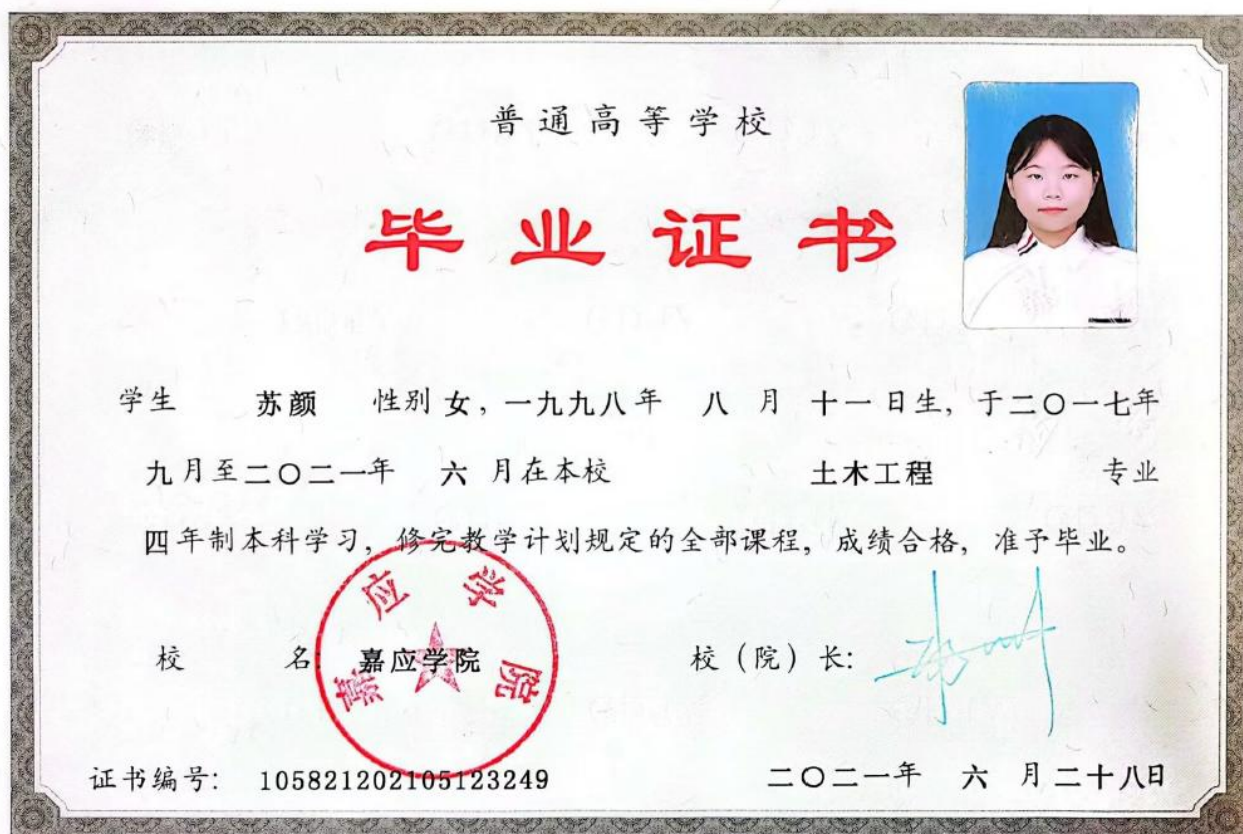 普通高等学校
毕业证书
学生 苏颜 性别 女，一九九八年 八 月 十一 日生，于二〇一七年
九月至二〇二一年 六 月在本校 土木工程 专业
四年制本科学习，修完教学计划规定的全部课程，成绩合格，准予毕业。
嘉应学院
校 名: 嘉应学院 校（院）长:
证书编号: 105821202105123249 二〇二一年 六 月二十八日